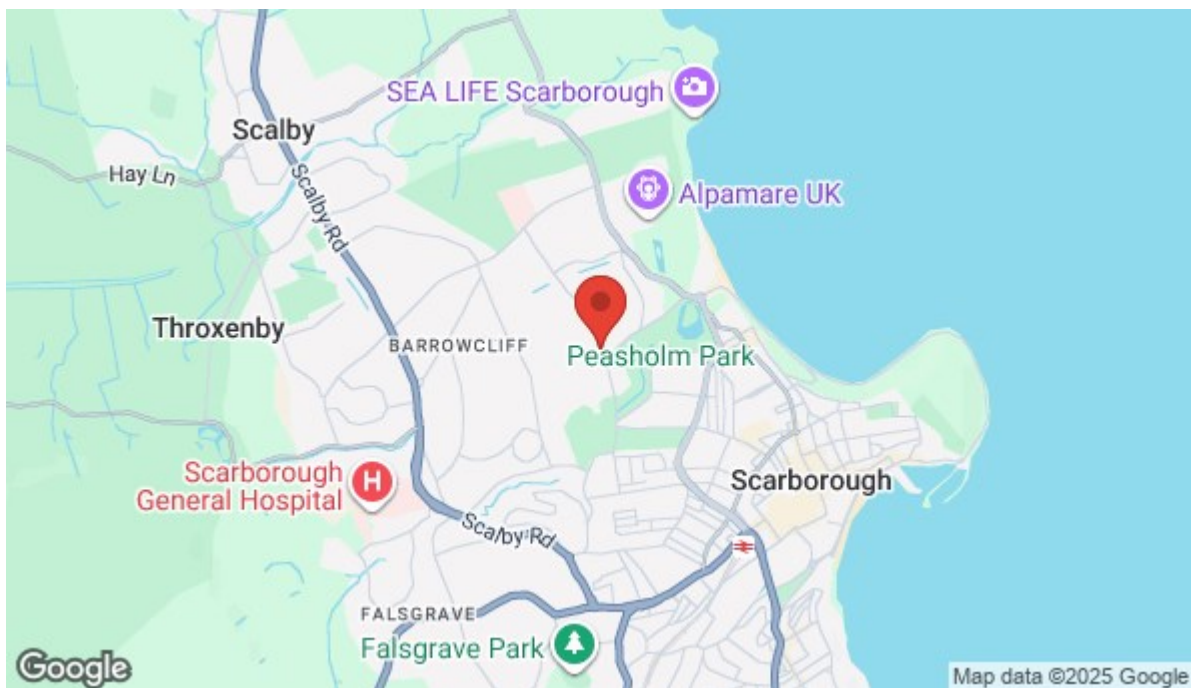 SEA LIFE Scarborough
Scalby
Hay Ln
Scalby Rd
Alpamare UK
Throxenby
BARROWCLIFF
Peasholm Park
Scarborough
General Hospital
H
Scarborough
Scalby Rd
FALSGRAVE
Falsgrave Park
Google
Map data ©2025 Google